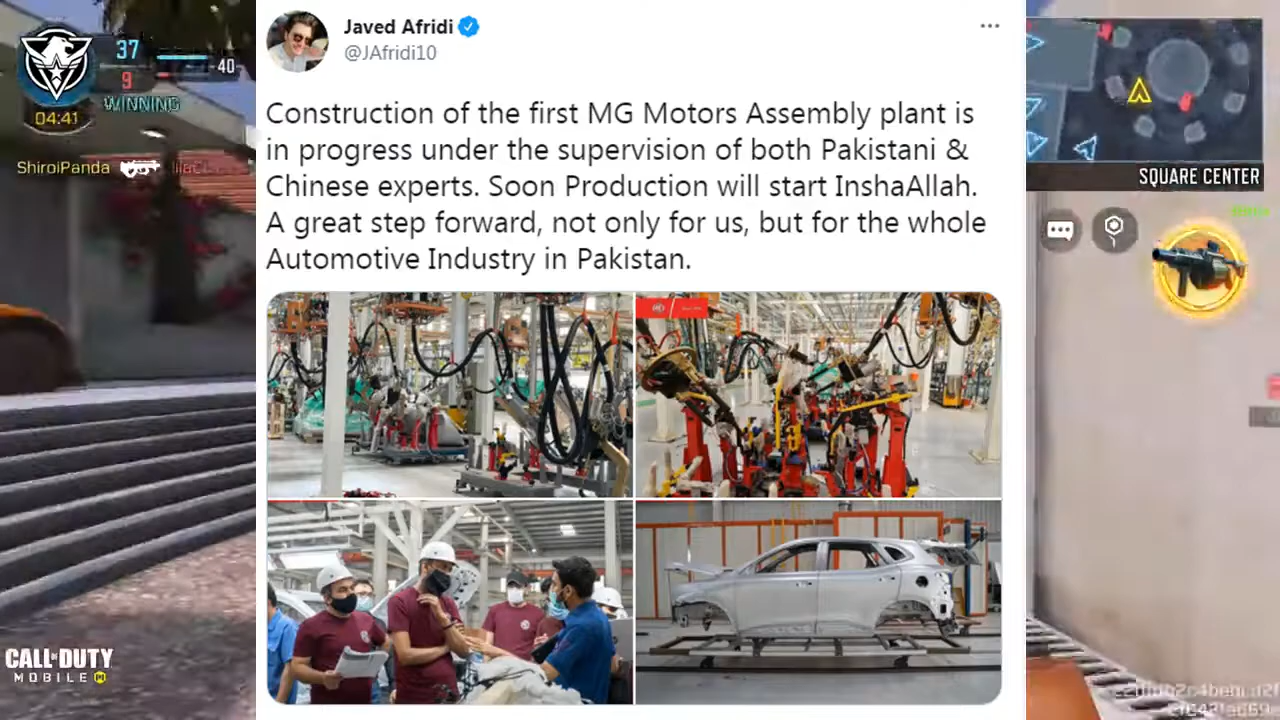 37
40
9
WINNING
04:41
ShiroiPanda
Javed Afridi
@JAfridi10
Construction of the first MG Motors Assembly plant is
in progress under the supervision of both Pakistani &
Chinese experts. Soon Production will start InshaAllah.
A great step forward, not only for us, but for the whole
Automotive Industry in Pakistan.
SQUARE CENTER
CALL OF DUTY
MOBILE